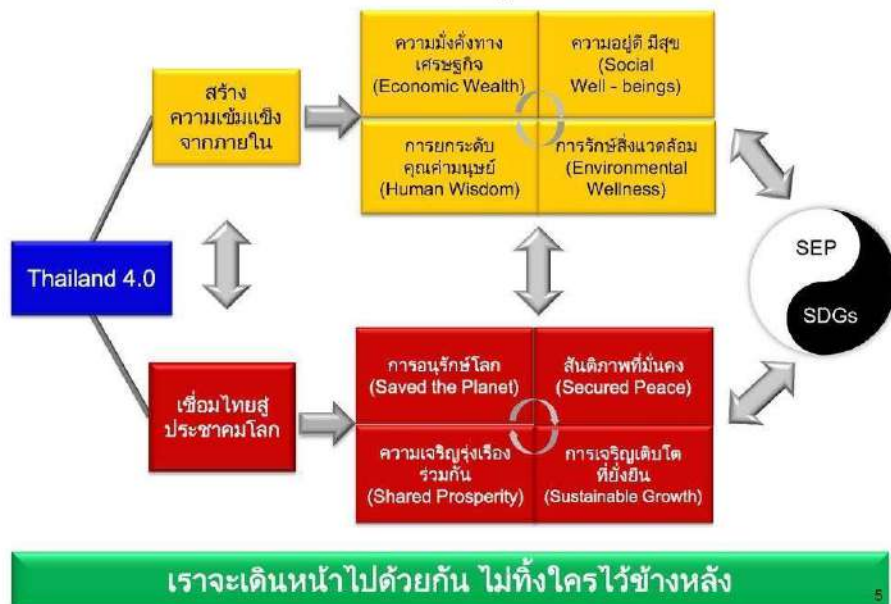 ความมั่งคั่งทาง
เศรษฐกิจ
(Economic Wealth)
ความอยู่ดี มีสุข
(Social
Well - beings)
สร้าง
ความเข้มแข็ง
จากภายใน
การยกระดับ
คุณค่ามนุษย์
(Human Wisdom)
การรักษ์สิ่งแวดล้อม
(Environmental
Wellness)
Thailand 4.0
SEP
SDGs
เชื่อมไทยสู่
ประชาคมโลก
การอนุรักษ์โลก
(Saved the Planet)
สันติภาพที่มั่นคง
(Secured Peace)
ความเจริญรุ่งเรือง
ร่วมกัน
(Shared Prosperity)
การเจริญเติบโต
ที่ยั่งยืน
(Sustainable Growth)
เราจะเดินหน้าไปด้วยกัน ไม่ทิ้งใครไว้ข้างหลัง
5